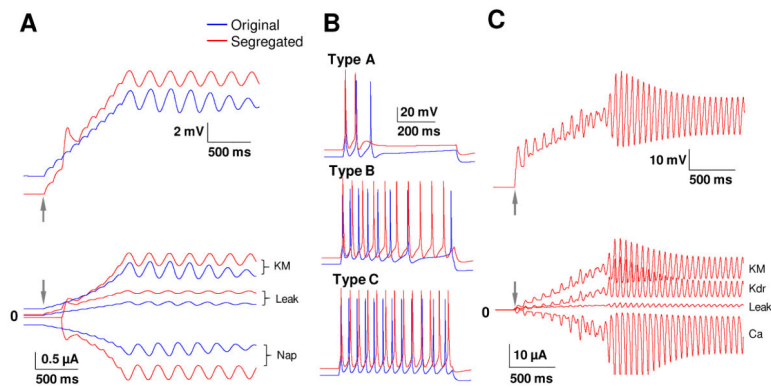 A
Original
Segregated
B
C
Type A
20 mV
200 ms
2 mV
500 ms
10 mV
500 ms
Type B
KM
Leak
0
Nap
0.5 µA
500 ms
Type C
KM
Kdr
Leak
0
Ca
10 µA
500 ms